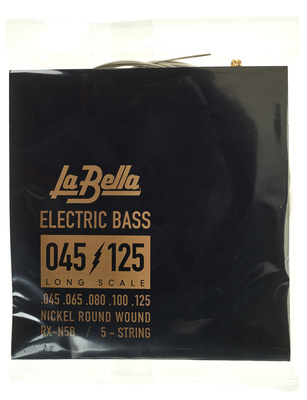 La Bella
ELECTRIC BASS
045 125
LONG SCALE
.045 .065 .080 .100 .125
NICKEL ROUND WOUND
RX-N5B / 5-STRING